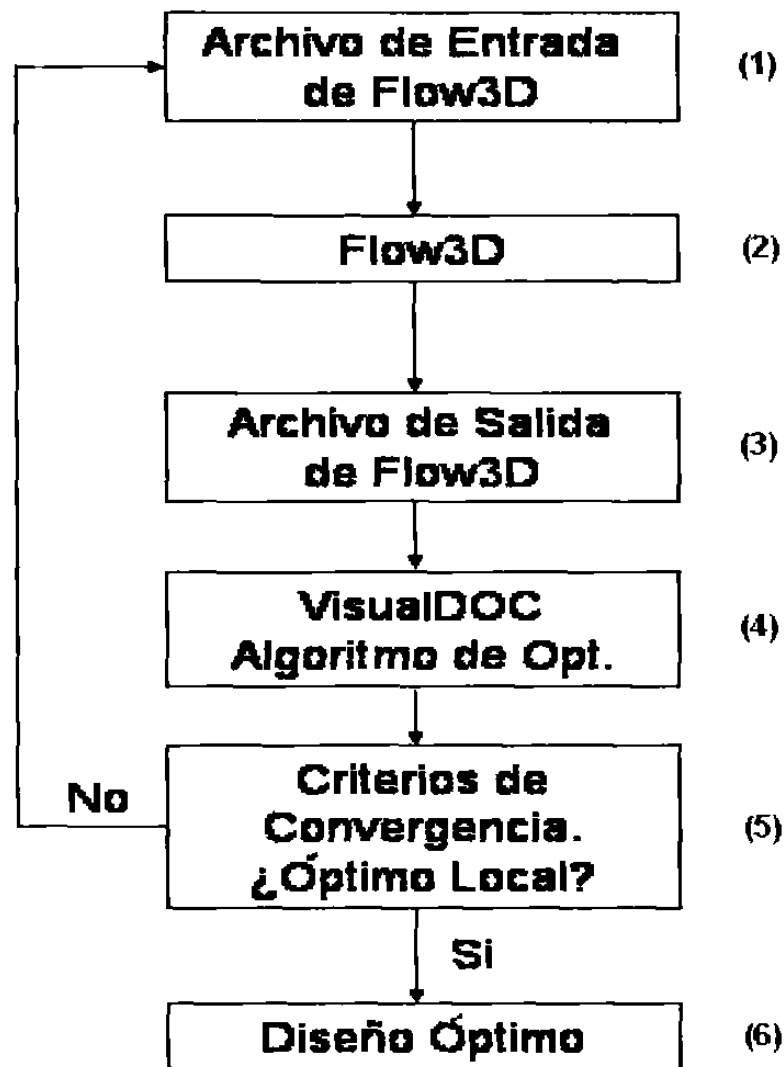 Archivo de Entrada
de Flow3D
(1)
Flow3D
(2)
Archivo de Salida
de Flow3D
(3)
VisualDOC
Algoritmo de Opt.
(4)
Criterios de
Convergencia.
¿Óptimo Local?
(5)
No
Si
Diseño Óptimo
(6)